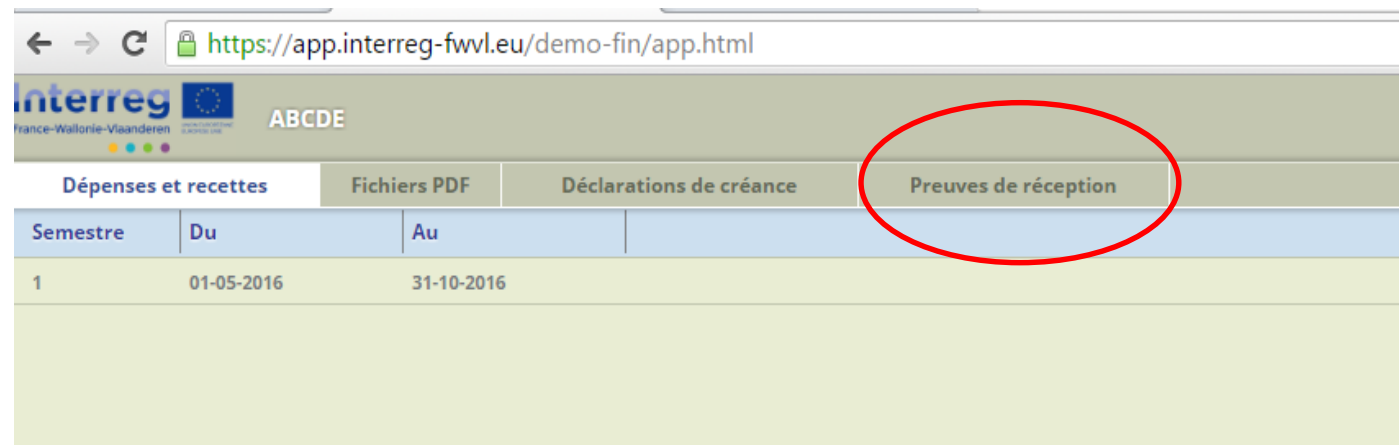 https://app.interreg-fwvl.eu/demo-fin/app.html
Interreg
France-Wallonie-Vlaanderen
ABCDE
Dépenses et recettes Fichiers PDF Déclarations de créance Preuves de réception
Semestre Du Au
1 01-05-2016 31-10-2016